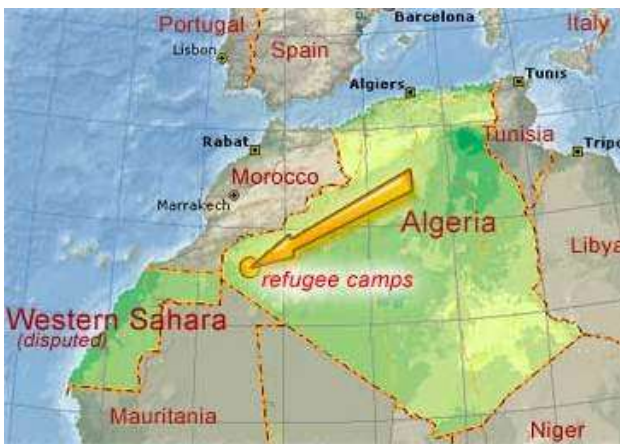 Portugal
Barcelona
Italy
Lisbon
Spain
Algiers
Tunis
Rabat
Tunisia
Tripo
Morocco
Marrakech
Algeria
Libya
refugee camps
Western Sahara
(disputed)
Mauritania
Niger